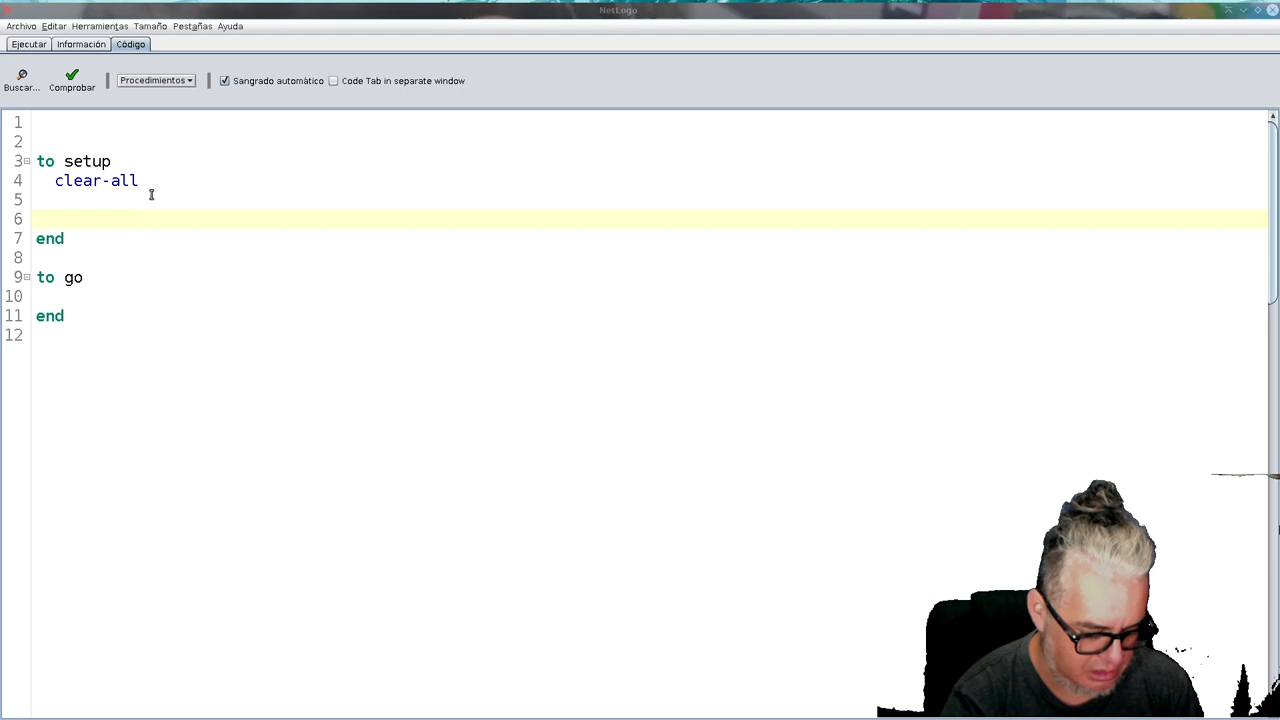 NetLogo
Archivo Editar Herramientas Tamaño Pestañas Ayuda
Ejecutar Información Código
Buscar... Comprobar Procedimientos Sangrado automático Code Tab in separate window
1
2
3 to setup
4 clear-all
5
6
7 end
8
9 to go
10
11 end
12